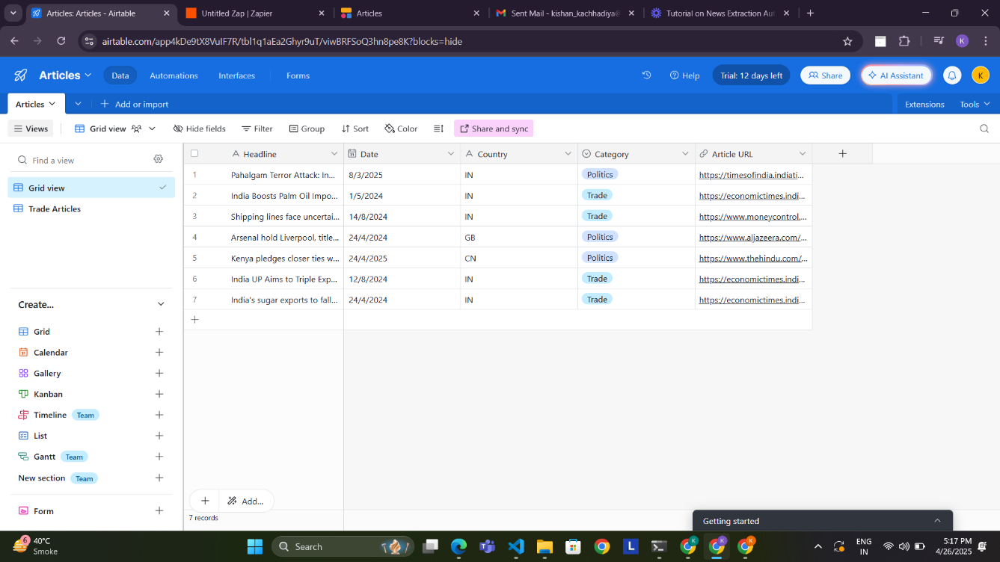 Articles: Articles - Airtable
Untitled Zap | Zapier
Articles
Sent Mail - kishan_kachhadiya@
Tutorial on News Extraction Aut
airtable.com/app4kDe9tX8VuIF7R/tbl1q1aEa2Ghyr9uT/viwBRFSoQ3hn8pe8K?blocks=hide
K
Articles Data Automations Interfaces Forms Help Trial: 12 days left Share AI Assistant K
Articles Add or import Extensions Tools
Views Grid view Hide fields Filter Group Sort Color Share and sync
Find a view
Grid view
Trade Articles
Create...
Grid
Calendar
Gallery
Kanban
Timeline Team
List
Gantt Team
New section Team
Form
Headline Date Country Category Article URL
1 Pahalgam Terror Attack: In... 8/3/2025 IN Politics https://timesofindia.indiati...
2 India Boosts Palm Oil Impo... 1/5/2024 IN Trade https://economictimes.indi...
3 Shipping lines face uncertai... 14/8/2024 IN Trade https://www.moneycontrol....
4 Arsenal hold Liverpool, title... 24/4/2024 GB Politics https://www.aljazeera.com/...
5 Kenya pledges closer ties w... 24/4/2025 CN Politics https://www.thehindu.com/...
6 India UP Aims to Triple Exp... 12/8/2024 IN Trade https://economictimes.indi...
7 India's sugar exports to fall... 24/4/2024 IN Trade https://economictimes.indi...
Add...
7 records
Getting started
6
40°C
Smoke
Search
L
K
K
K
ENG
IN
5:17 PM
4/26/2025